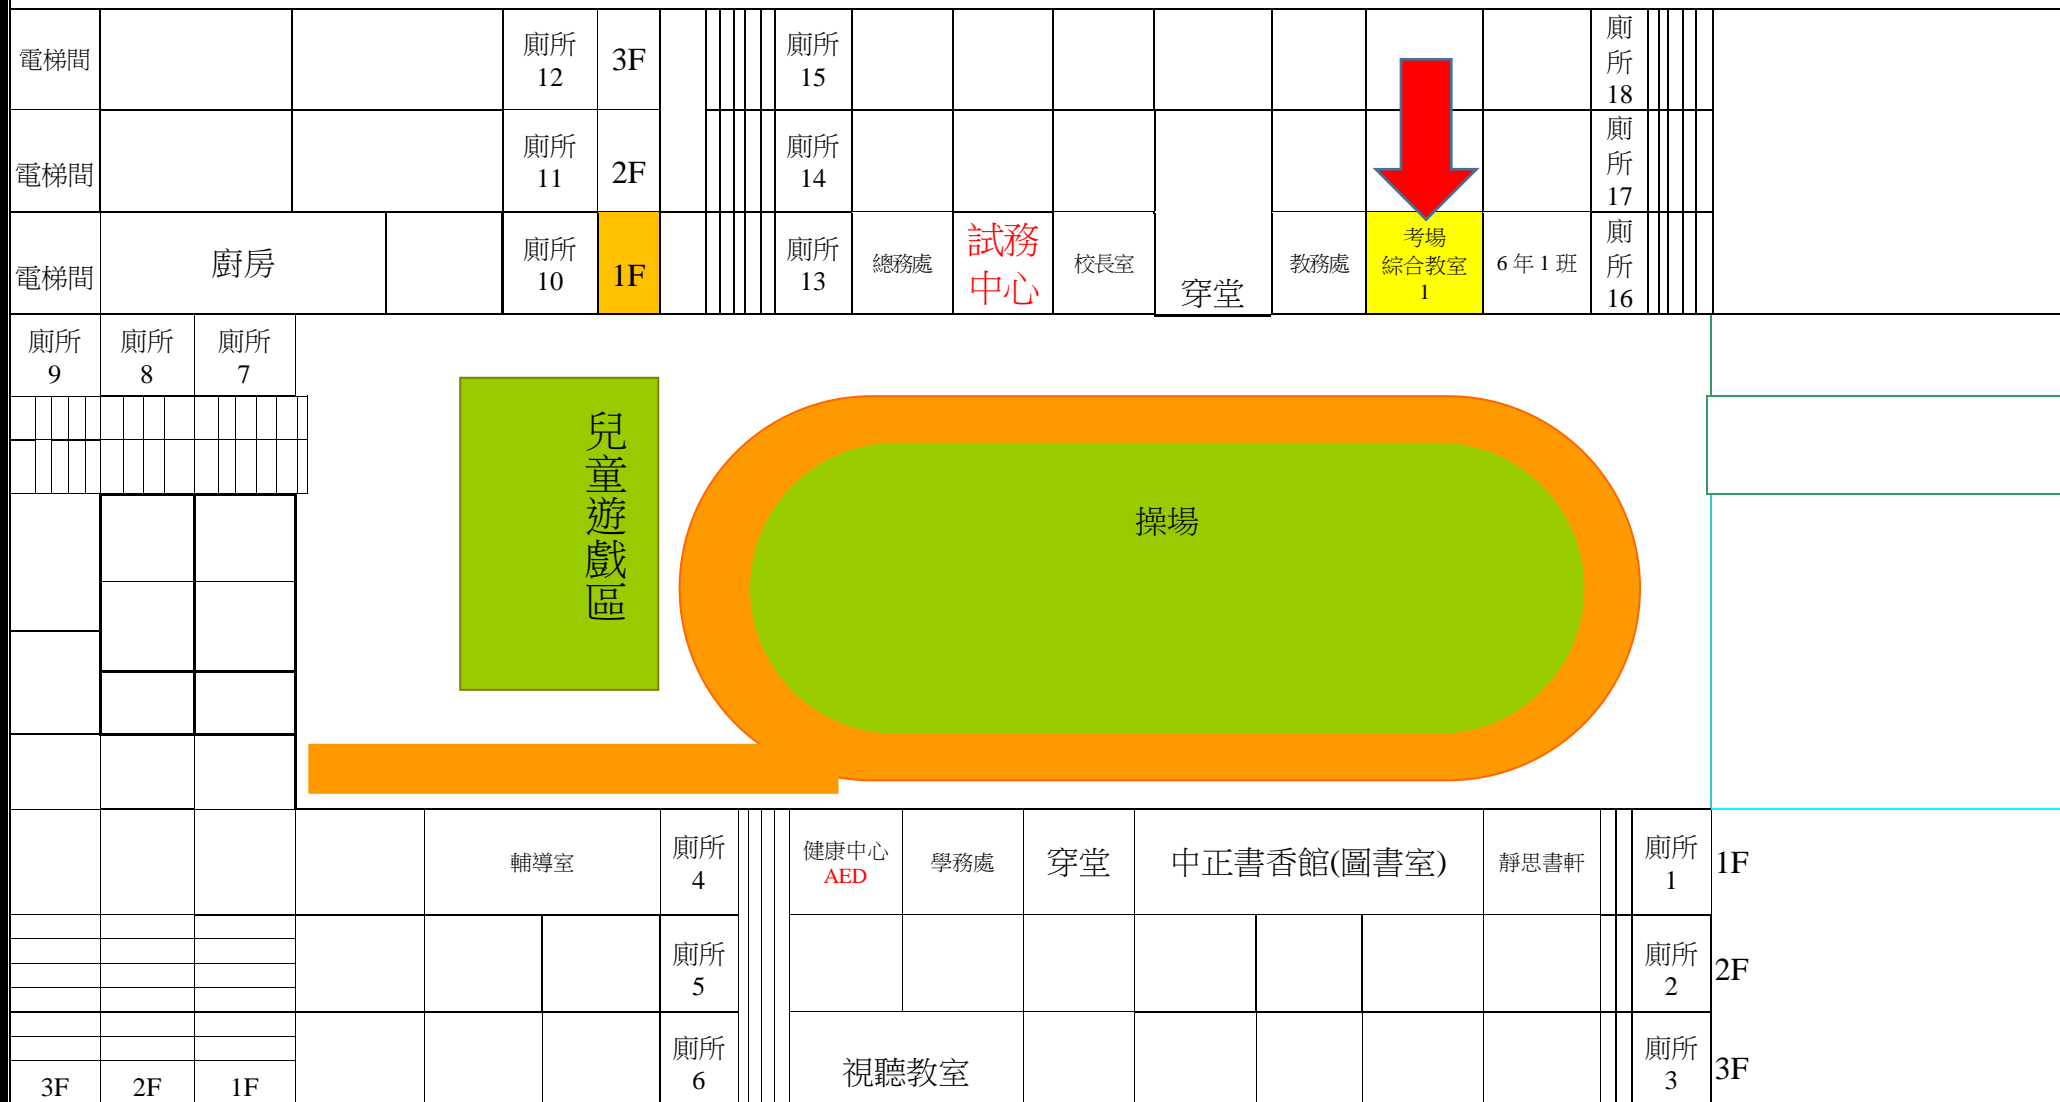 電梯間
廁所
12
3F
廁所
15
廁
所
18
電梯間
廁所
11
2F
廁所
14
廁
所
17
電梯間
廚房
廁所
10
1F
廁所
13
總務處
試務
中心
校長室
穿堂
教務處
考場
綜合教室
1
6 年 1 班
廁
所
16
廁所
9
廁所
8
廁所
7
兒童遊戲區
操場
輔導室
廁所
4
健康中心
AED
學務處
穿堂
中正書香館(圖書室)
靜思書軒
廁所
1
1F
廁所
5
廁所
2
2F
3F
2F
1F
廁所
6
視聽教室
廁所
3
3F